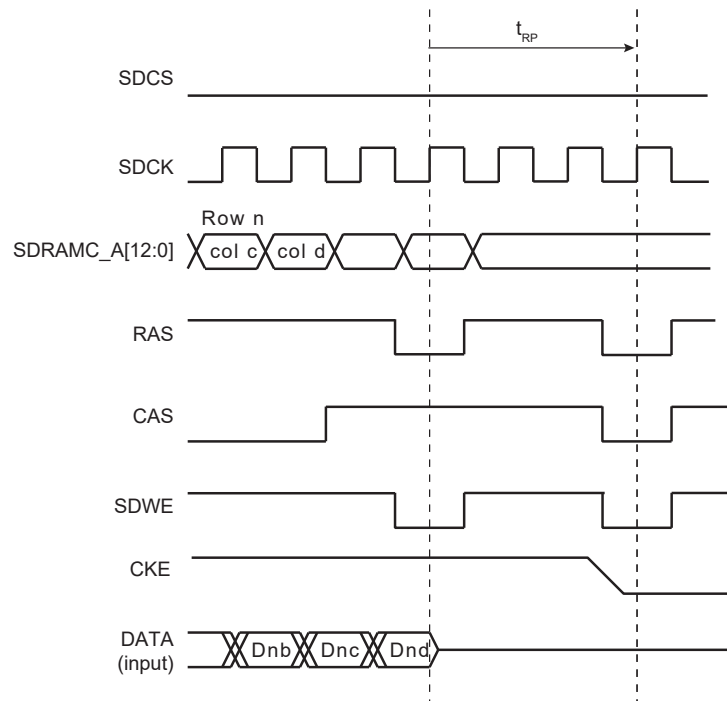 tRP
SDCS
SDCK
Row n
SDRAMC_A[12:0]
col c
col d
RAS
CAS
SDWE
CKE
DATA
(input)
Dnb
Dnc
Dnd